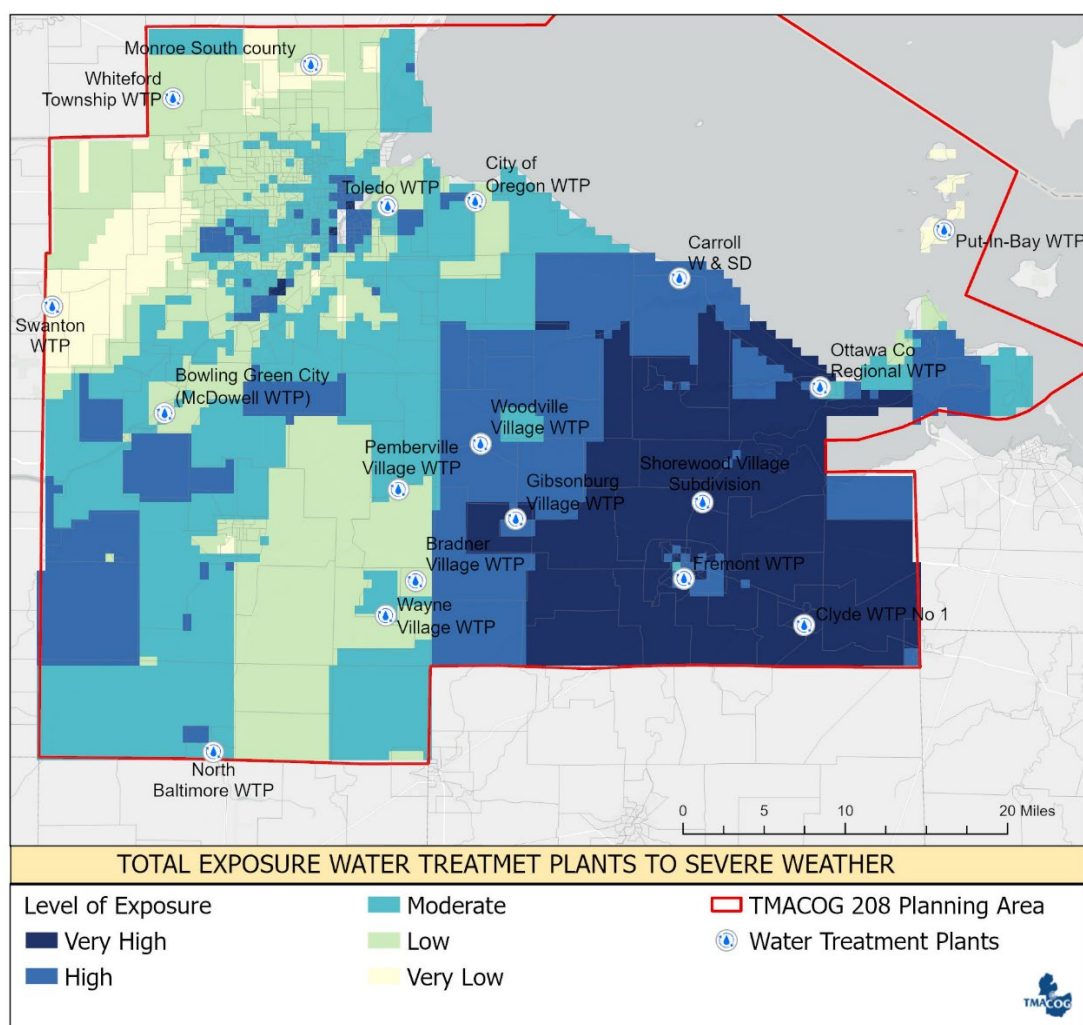 Monroe South county
Whiteford
Township WTP
City of
Oregon WTP
Toledo WTP
Put-In-Bay WTP
Carroll
W & SD
Swanton
WTP
Ottawa Co
Regional WTP
Bowling Green City
(McDowell WTP)
Woodville
Village WTP
Pemberville
Village WTP
Shorewood Village
Subdivision
Gibsonburg
Village WTP
Bradner
Village WTP
Fremont WTP
Wayne
Village WTP
Clyde WTP No 1
North
Baltimore WTP
0 5 10 20 Miles
TOTAL EXPOSURE WATER TREATMET PLANTS TO SEVERE WEATHER
Level of Exposure
Very High
High
Moderate
Low
Very Low
TMACOG 208 Planning Area
Water Treatment Plants
TMACOG